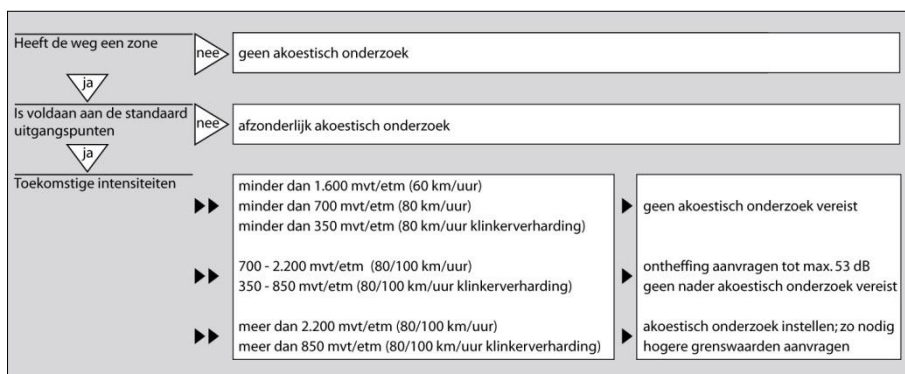 Heeft de weg een zone
nee
geen akoestisch onderzoek
ja
Is voldaan aan de standaard
uitgangspunten
nee
afzonderlijk akoestisch onderzoek
ja
Toekomstige intensiteiten
minder dan 1.600 mvt/etm (60 km/uur)
minder dan 700 mvt/etm (80 km/uur)
minder dan 350 mvt/etm (80 km/uur klinkerverharding)
geen akoestisch onderzoek vereist
700 - 2.200 mvt/etm (80/100 km/uur)
350 - 850 mvt/etm (80/100 km/uur klinkerverharding)
ontheffing aanvragen tot max. 53 dB
geen nader akoestisch onderzoek vereist
meer dan 2.200 mvt/etm (80/100 km/uur)
meer dan 850 mvt/etm (80/100 km/uur klinkerverharding)
akoestisch onderzoek instellen; zo nodig
hogere grenswaarden aanvragen